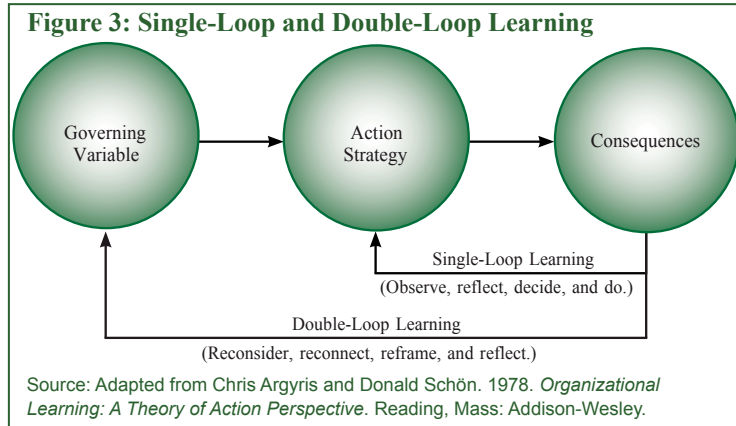 Figure 3: Single-Loop and Double-Loop Learning
Governing
Variable
Action
Strategy
Consequences
Single-Loop Learning
(Observe, reflect, decide, and do.)
Double-Loop Learning
(Reconsider, reconnect, reframe, and reflect.)
Source: Adapted from Chris Argyris and Donald Schön. 1978. Organizational
Learning: A Theory of Action Perspective. Reading, Mass: Addison-Wesley.